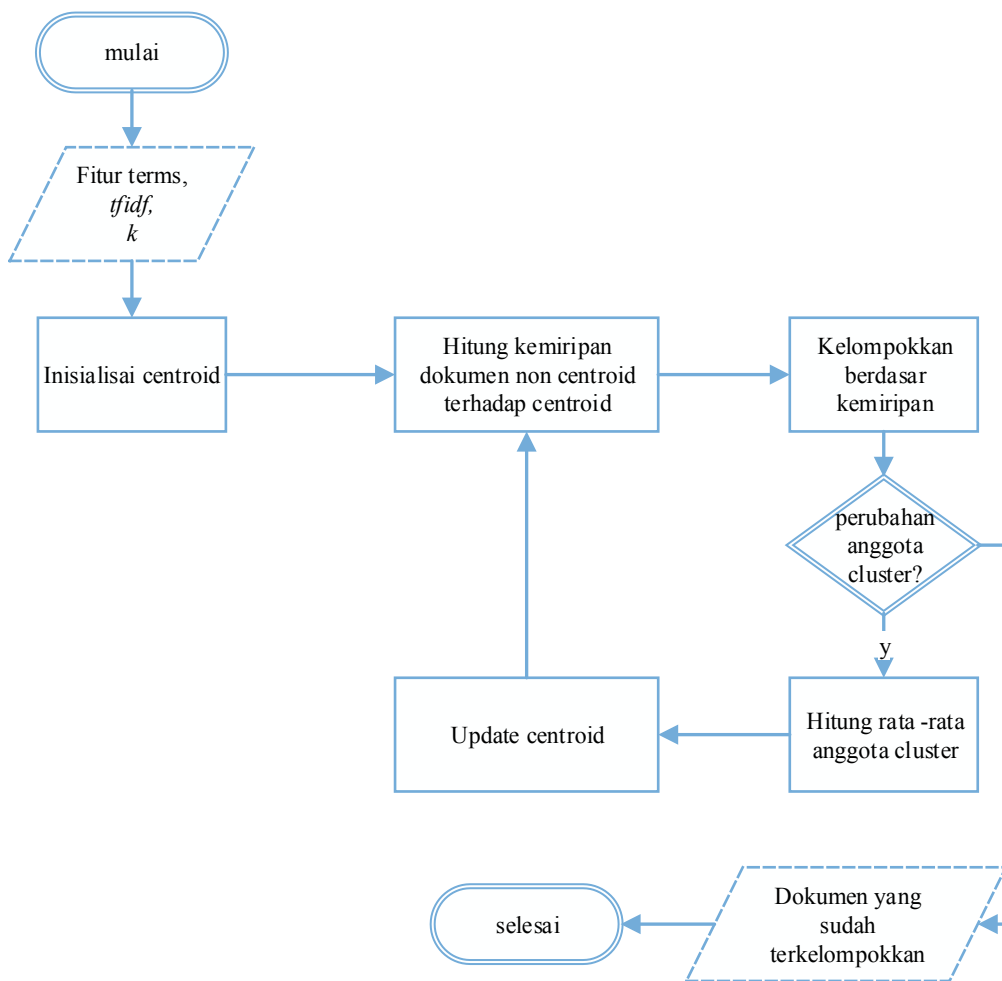 mulai
Fitur terms,
tfidf,
k
Inisialisai centroid
Hitung kemiripan
dokumen non centroid
terhadap centroid
Kelompokkan
berdasar
kemiripan
perubahan
anggota
cluster?
y
Hitung rata -rata
anggota cluster
Update centroid
Dokumen yang
sudah
terkelompokkan
selesai